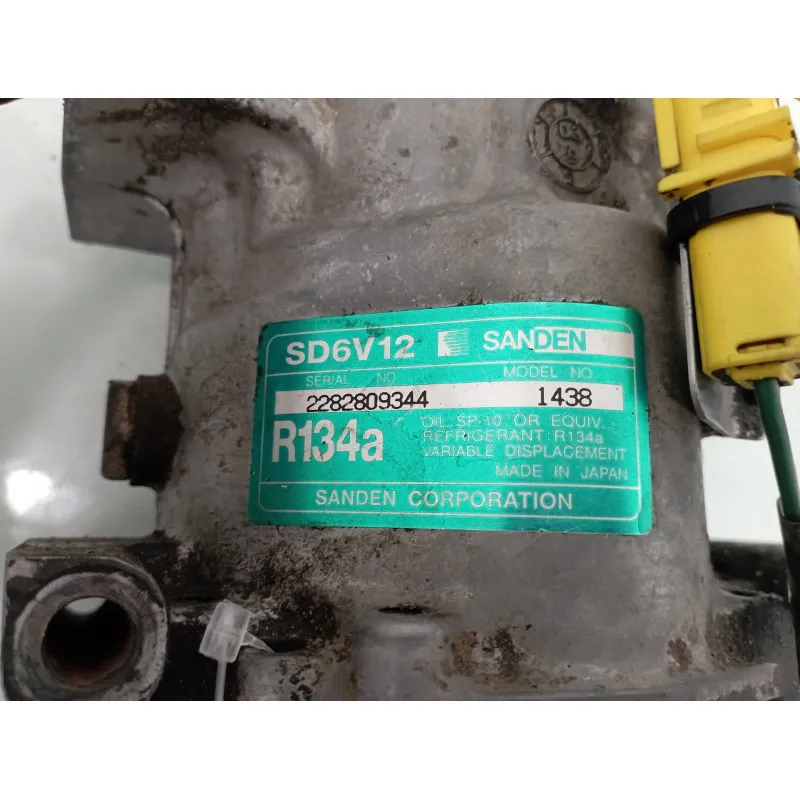 SD6V12 SANDEN
SERIAL NO. MODEL NO.
2282809344 1438
R134a
OIL SP-10 OR EQUIV.
REFRIGERANT: R134a
VARIABLE DISPLACEMENT
MADE IN JAPAN
SANDEN CORPORATION